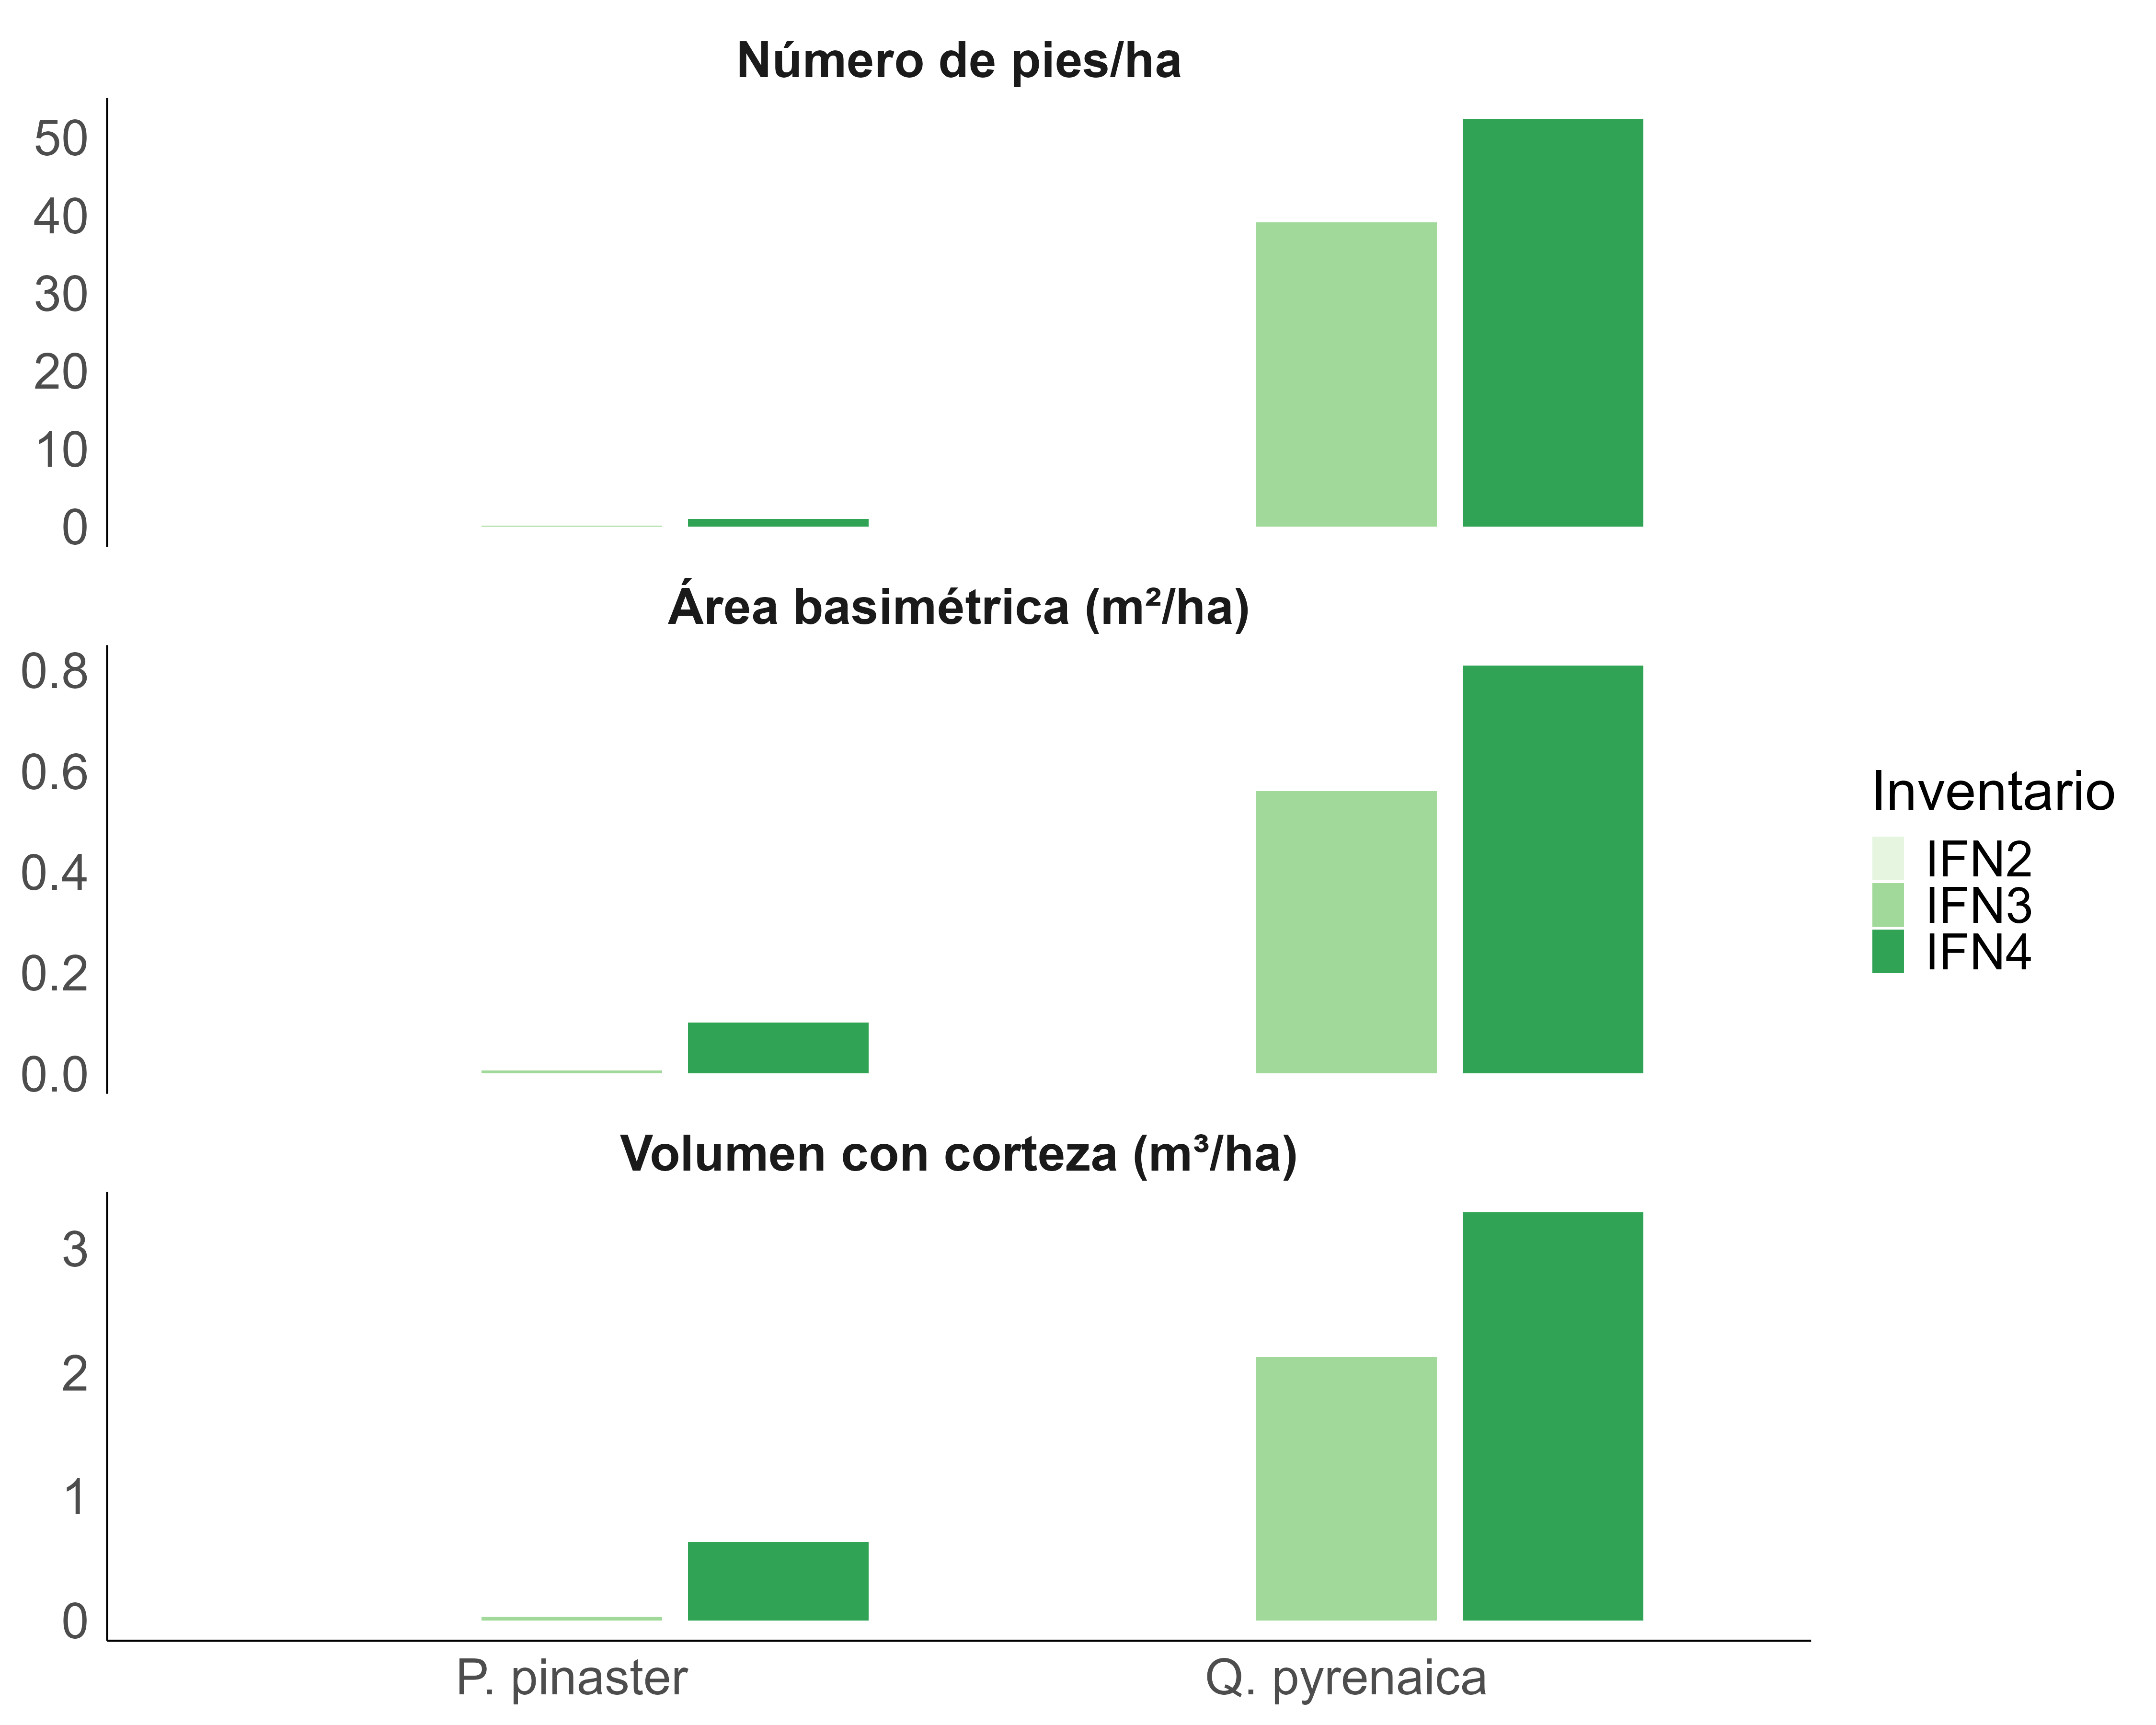 Número de pies/ha
50
40
30
20
10
0
Área basimétrica (m²/ha)
0.8
0.6
0.4
0.2
0.0
Inventario
IFN2
IFN3
IFN4
Volumen con corteza (m³/ha)
3
2
1
0
P. pinaster
Q. pyrenaica